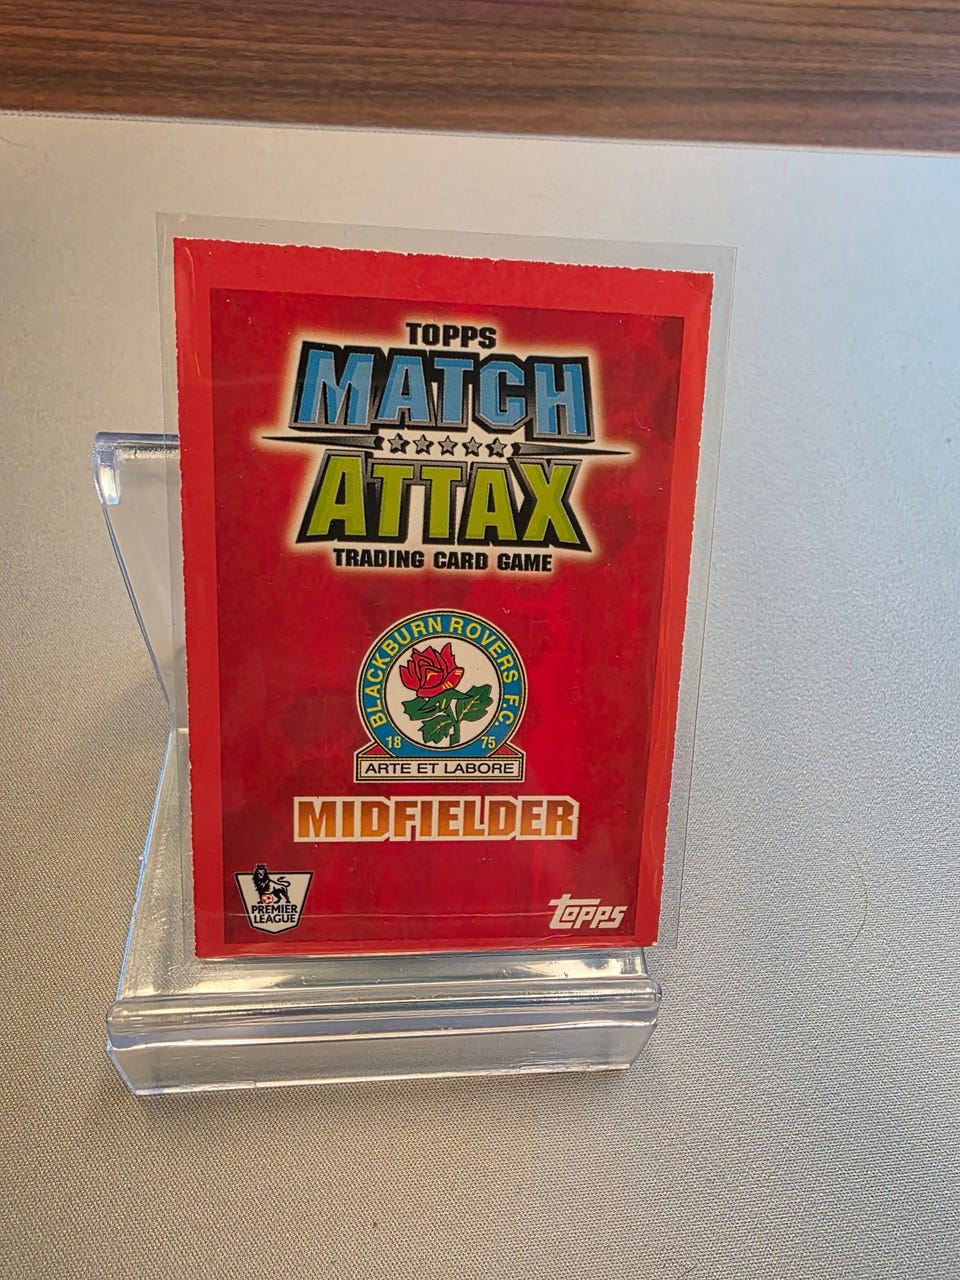 TOPPS
MATCH
ATTAX
TRADING CARD GAME
BLACKBURN ROVERS F.C.
18 75
ARTE ET LABORE
MIDFIELDER
PREMIER
LEAGUE
topps